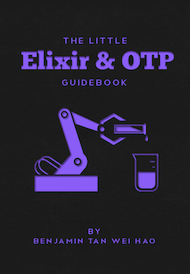 THE LITTLE
Elixir & OTP
GUIDEBOOK
BY
BENJAMIN TAN WEI HAO